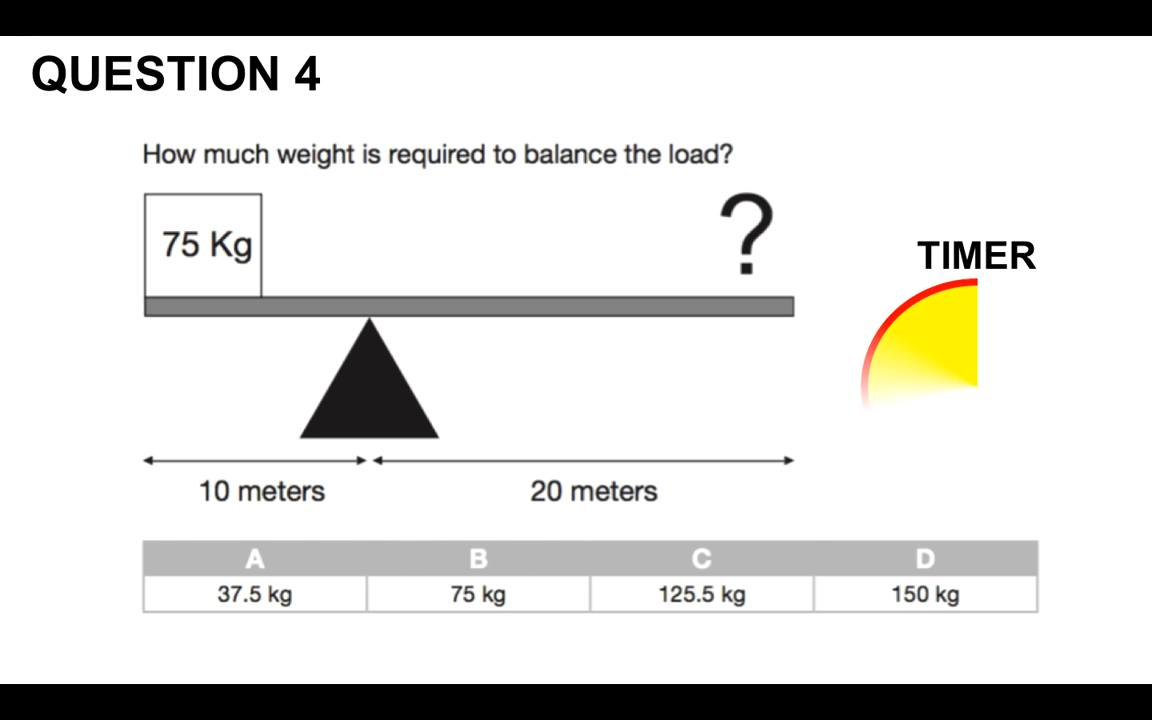 QUESTION 4
How much weight is required to balance the load?
75 Kg
?
TIMER
10 meters
20 meters
A B C D
37.5 kg 75 kg 125.5 kg 150 kg